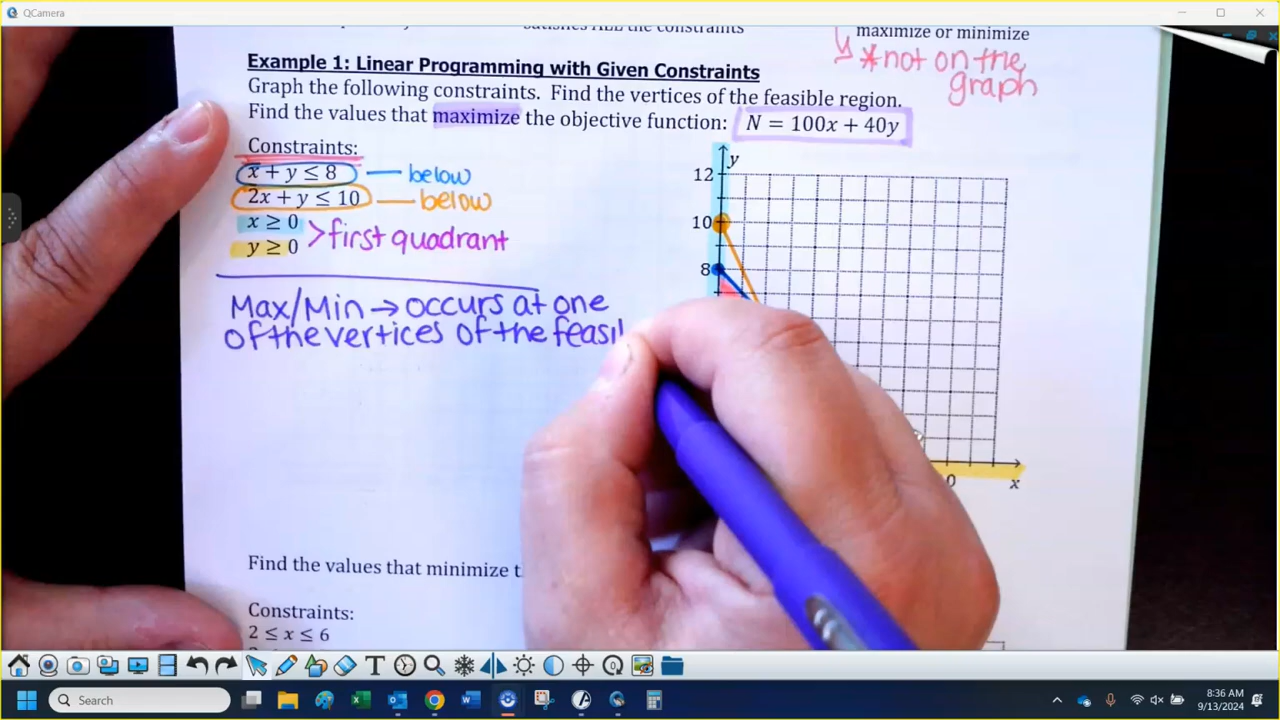 QCamera
maximize or minimize
*not on the
graph
Example 1: Linear Programming with Given Constraints
Graph the following constraints. Find the vertices of the feasible region.
Find the values that maximize the objective function: N = 100x + 40y
Constraints:
x + y ≤ 8 — below
2x + y ≤ 10 — below
x ≥ 0
y ≥ 0
>first quadrant
Max/Min → occurs at one
of the vertices of the feasi
y
12
10
8
0
x
Find the values that minimize t
Constraints:
2 ≤ x ≤ 6
Search
8:36 AM
9/13/2024